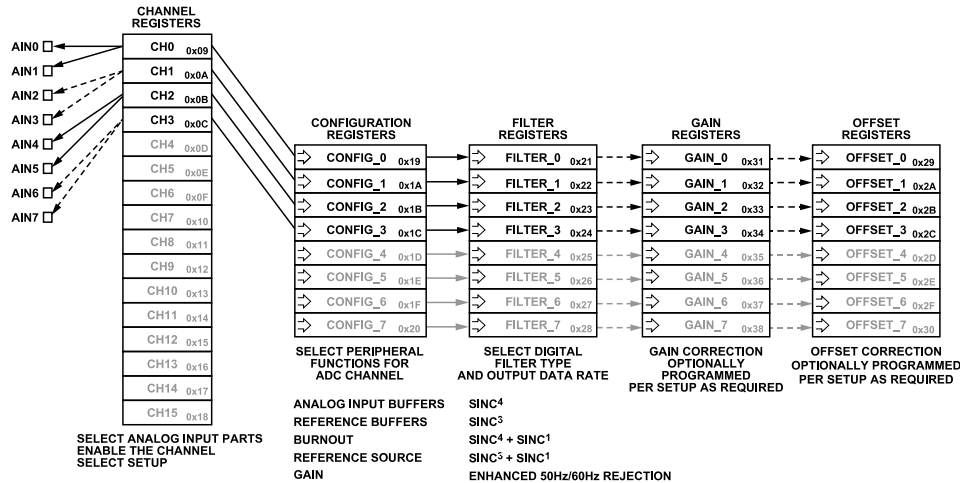 CHANNEL
REGISTERS
AIN0
AIN1
AIN2
AIN3
AIN4
AIN5
AIN6
AIN7
CH0 0x09
CH1 0x0A
CH2 0x0B
CH3 0x0C
CH4 0x0D
CH5 0x0E
CH6 0x0F
CH7 0x10
CH8 0x11
CH9 0x12
CH10 0x13
CH11 0x14
CH12 0x15
CH13 0x16
CH14 0x17
CH15 0x18
SELECT ANALOG INPUT PARTS
ENABLE THE CHANNEL
SELECT SETUP
CONFIGURATION
REGISTERS
CONFIG_0 0x19
CONFIG_1 0x1A
CONFIG_2 0x1B
CONFIG_3 0x1C
CONFIG_4 0x1D
CONFIG_5 0x1E
CONFIG_6 0x1F
CONFIG_7 0x20
SELECT PERIPHERAL
FUNCTIONS FOR
ADC CHANNEL
ANALOG INPUT BUFFERS
REFERENCE BUFFERS
BURNOUT
REFERENCE SOURCE
GAIN
FILTER
REGISTERS
FILTER_0 0x21
FILTER_1 0x22
FILTER_2 0x23
FILTER_3 0x24
FILTER_4 0x25
FILTER_5 0x26
FILTER_6 0x27
FILTER_7 0x28
SELECT DIGITAL
FILTER TYPE
AND OUTPUT DATA RATE
SINC4
SINC3
SINC4 + SINC1
SINC3 + SINC1
ENHANCED 50Hz/60Hz REJECTION
GAIN
REGISTERS
GAIN_0 0x31
GAIN_1 0x32
GAIN_2 0x33
GAIN_3 0x34
GAIN_4 0x35
GAIN_5 0x36
GAIN_6 0x37
GAIN_7 0x38
GAIN CORRECTION
OPTIONALLY
PROGRAMMED
PER SETUP AS REQUIRED
OFFSET
REGISTERS
OFFSET_0 0x29
OFFSET_1 0x2A
OFFSET_2 0x2B
OFFSET_3 0x2C
OFFSET_4 0x2D
OFFSET_5 0x2E
OFFSET_6 0x2F
OFFSET_7 0x30
OFFSET CORRECTION
OPTIONALLY PROGRAMMED
PER SETUP AS REQUIRED